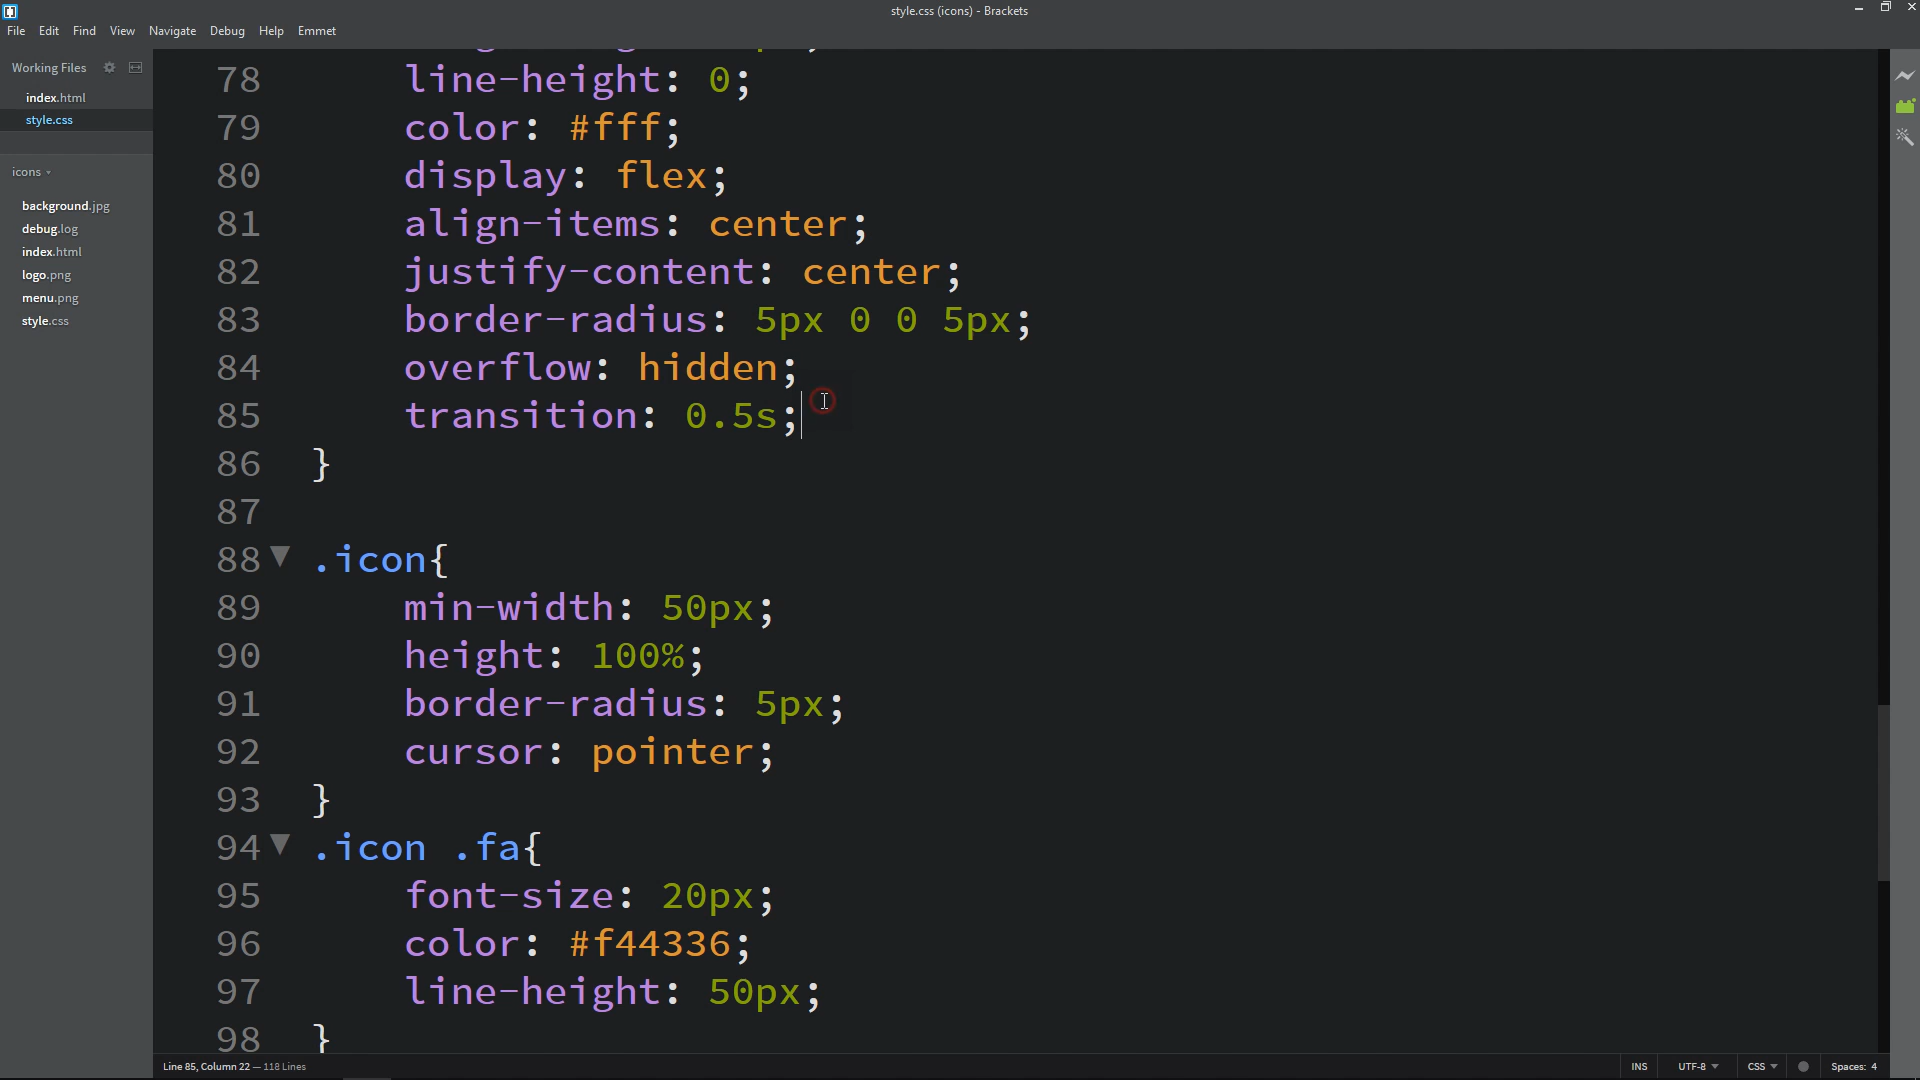 style.css (icons) - Brackets
File Edit Find View Navigate Debug Help Emmet
Working Files
index.html
style.css
icons
background.jpg
debug.log
index.html
logo.png
menu.png
style.css
78 line-height: 0;
79 color: #fff;
80 display: flex;
81 align-items: center;
82 justify-content: center;
83 border-radius: 5px 0 0 5px;
84 overflow: hidden;
85 transition: 0.5s;
86 }
87
88 .icon{
89 min-width: 50px;
90 height: 100%;
91 border-radius: 5px;
92 cursor: pointer;
93 }
94 .icon .fa{
95 font-size: 20px;
96 color: #f44336;
97 line-height: 50px;
98 }
Line 85, Column 22 — 118 Lines
INS UTF-8 CSS Spaces: 4